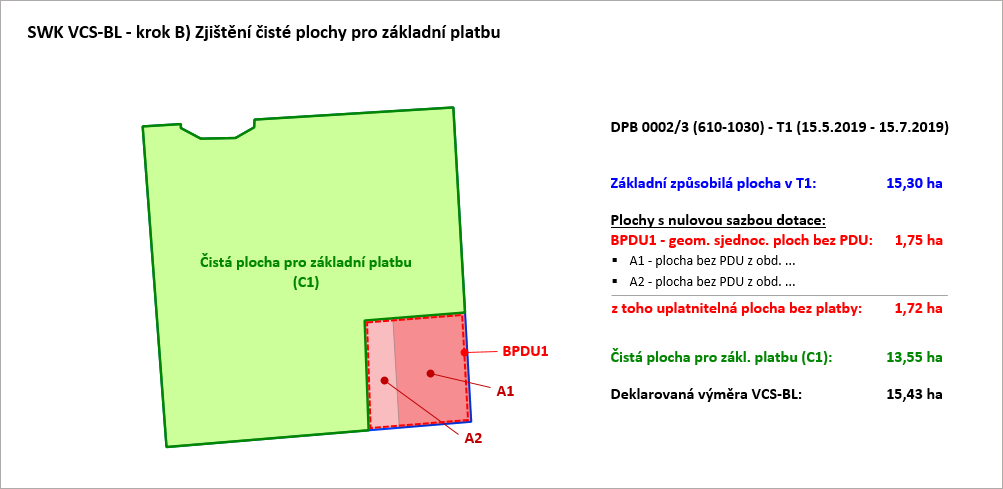 SWK VCS-BL - krok B) Zjištění čisté plochy pro základní platbu
DPB 0002/3 (610-1030) - T1 (15.5.2019 - 15.7.2019)
Základní způsobilá plocha v T1: 15,30 ha
Plochy s nulovou sazbou dotace:
BPDU1 - geom. sjednoc. ploch bez PDU: 1,75 ha
▪ A1 - plocha bez PDU z obd. ...
▪ A2 - plocha bez PDU z obd. ...
z toho uplatnitelná plocha bez platby: 1,72 ha
Čistá plocha pro zákl. platbu (C1): 13,55 ha
Deklarovaná výměra VCS-BL: 15,43 ha
Čistá plocha pro základní platbu
(C1)
BPDU1
A1
A2